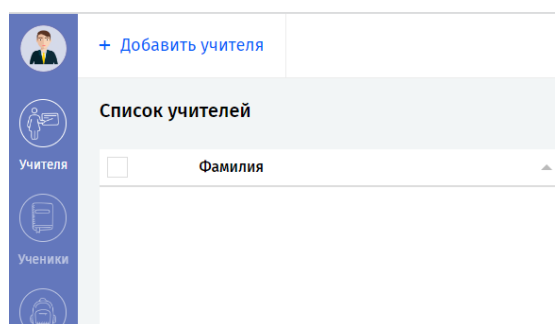 + Добавить учителя
Список учителей
Учителя
Фамилия
Ученики